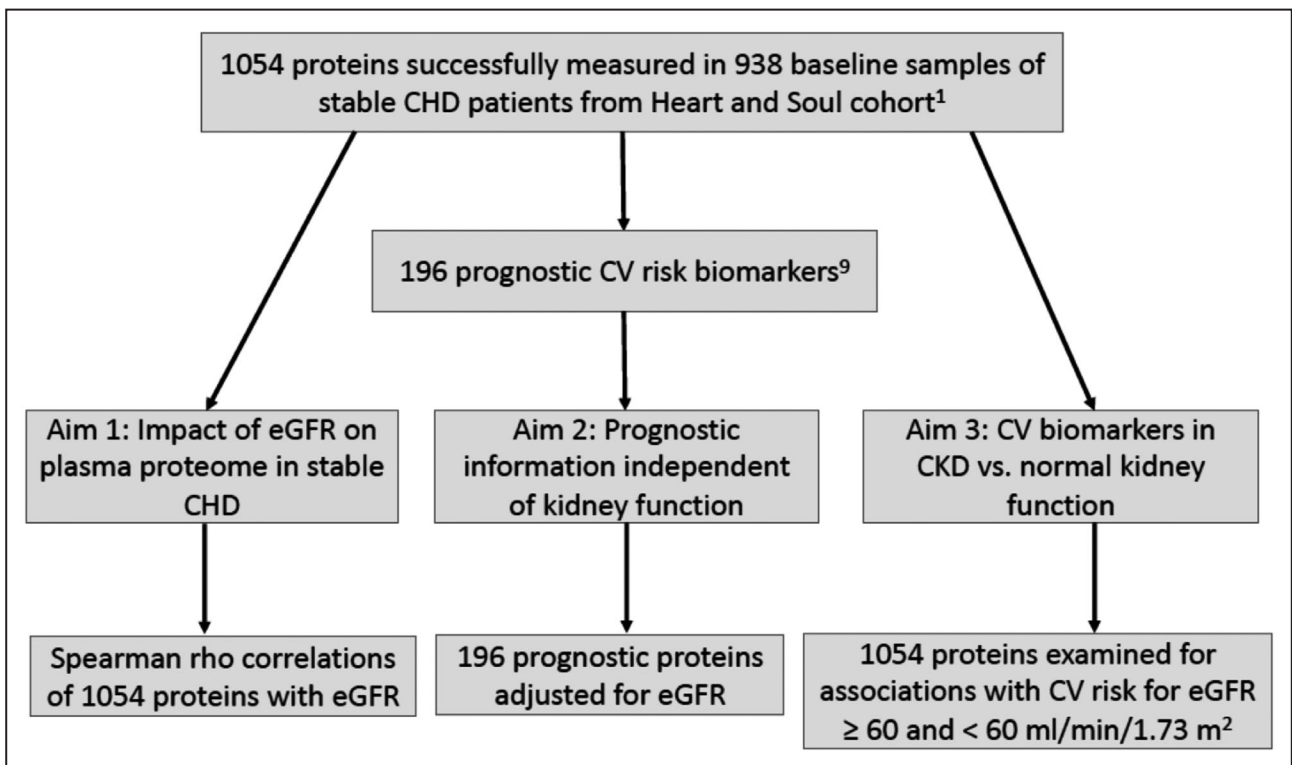 1054 proteins successfully measured in 938 baseline samples of
stable CHD patients from Heart and Soul cohort¹
196 prognostic CV risk biomarkers⁹
Aim 1: Impact of eGFR on
plasma proteome in stable
CHD
Aim 2: Prognostic
information independent
of kidney function
Aim 3: CV biomarkers in
CKD vs. normal kidney
function
Spearman rho correlations
of 1054 proteins with eGFR
196 prognostic proteins
adjusted for eGFR
1054 proteins examined for
associations with CV risk for eGFR
≥ 60 and < 60 ml/min/1.73 m²